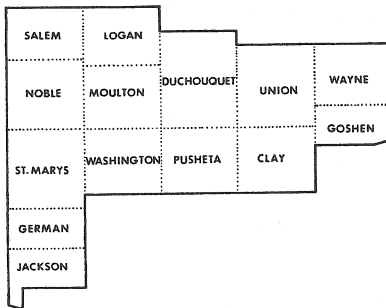 SALEM
LOGAN
NOBLE
MOULTON
DUCHOUQUET
UNION
WAYNE
GOSHEN
ST. MARYS
WASHINGTON
PUSHETA
CLAY
GERMAN
JACKSON